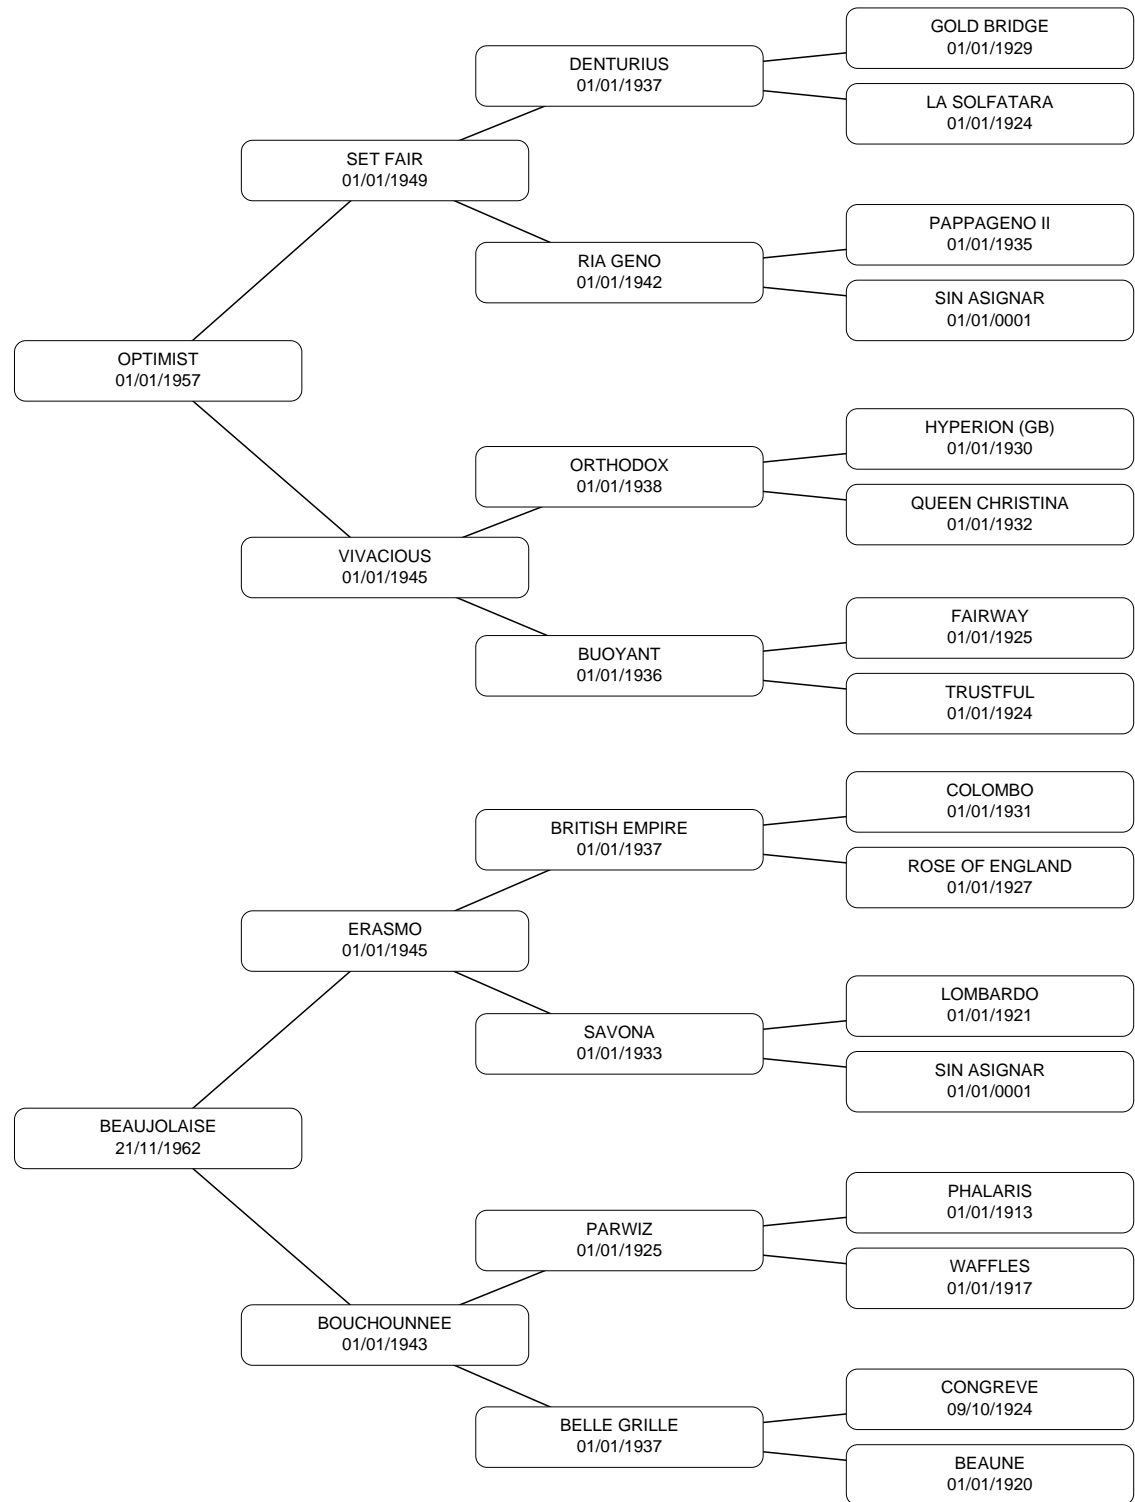 GOLD BRIDGE
01/01/1929
DENTURIUS
01/01/1937
LA SOLFATARA
01/01/1924
SET FAIR
01/01/1949
PAPPAGENO II
01/01/1935
RIA GENO
01/01/1942
SIN ASIGNAR
01/01/0001
OPTIMIST
01/01/1957
HYPERION (GB)
01/01/1930
ORTHODOX
01/01/1938
QUEEN CHRISTINA
01/01/1932
VIVACIOUS
01/01/1945
FAIRWAY
01/01/1925
BUOYANT
01/01/1936
TRUSTFUL
01/01/1924
COLOMBO
01/01/1931
BRITISH EMPIRE
01/01/1937
ROSE OF ENGLAND
01/01/1927
ERASMO
01/01/1945
LOMBARDO
01/01/1921
SAVONA
01/01/1933
SIN ASIGNAR
01/01/0001
BEAUJOLAISE
21/11/1962
PHALARIS
01/01/1913
PARWIZ
01/01/1925
WAFFLES
01/01/1917
BOUCHOUNNEE
01/01/1943
CONGREVE
09/10/1924
BELLE GRILLE
01/01/1937
BEAUNE
01/01/1920